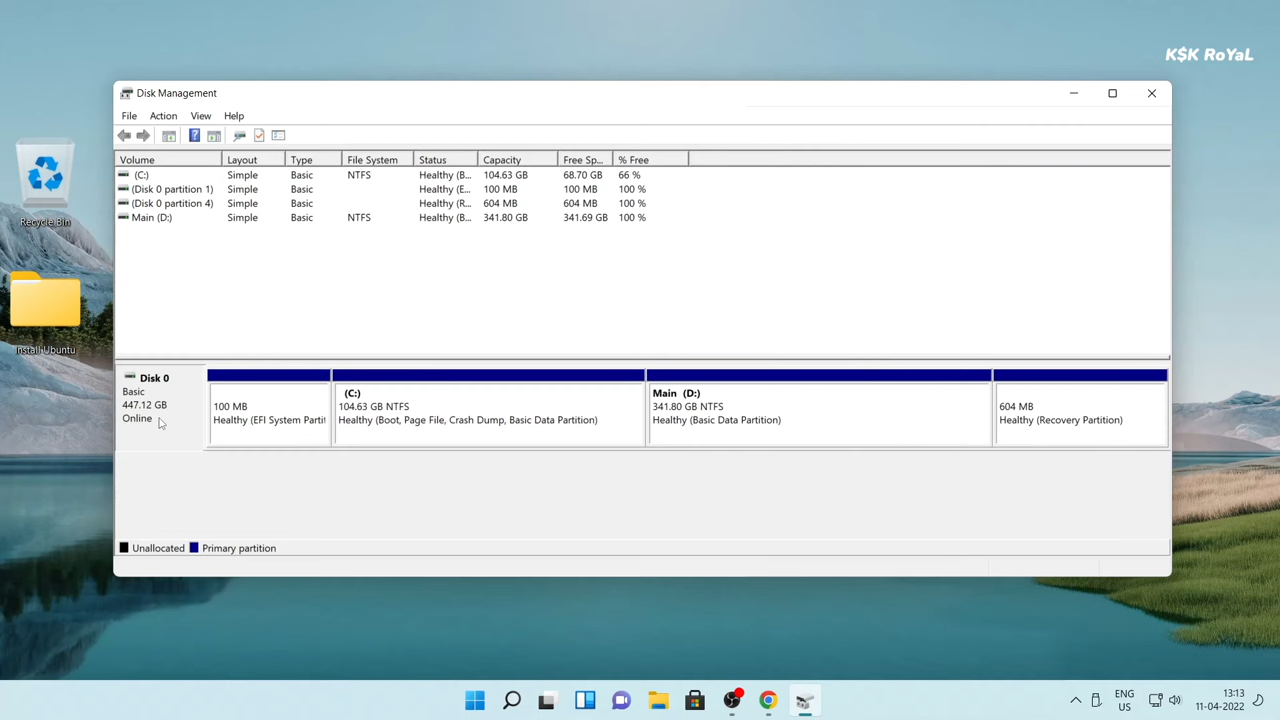 K$K RoYaL
Disk Management
File Action View Help
Volume Layout Type File System Status Capacity Free Sp... % Free
(C:) Simple Basic NTFS Healthy (B... 104.63 GB 68.70 GB 66 %
(Disk 0 partition 1) Simple Basic Healthy (E... 100 MB 100 MB 100 %
(Disk 0 partition 4) Simple Basic Healthy (R... 604 MB 604 MB 100 %
Main (D:) Simple Basic NTFS Healthy (B... 341.80 GB 341.69 GB 100 %
Recycle Bin
Install Ubuntu
Disk 0
Basic
447.12 GB
Online
100 MB
Healthy (EFI System Parti
(C:)
104.63 GB NTFS
Healthy (Boot, Page File, Crash Dump, Basic Data Partition)
Main (D:)
341.80 GB NTFS
Healthy (Basic Data Partition)
604 MB
Healthy (Recovery Partition)
Unallocated Primary partition
ENG
US
13:13
11-04-2022